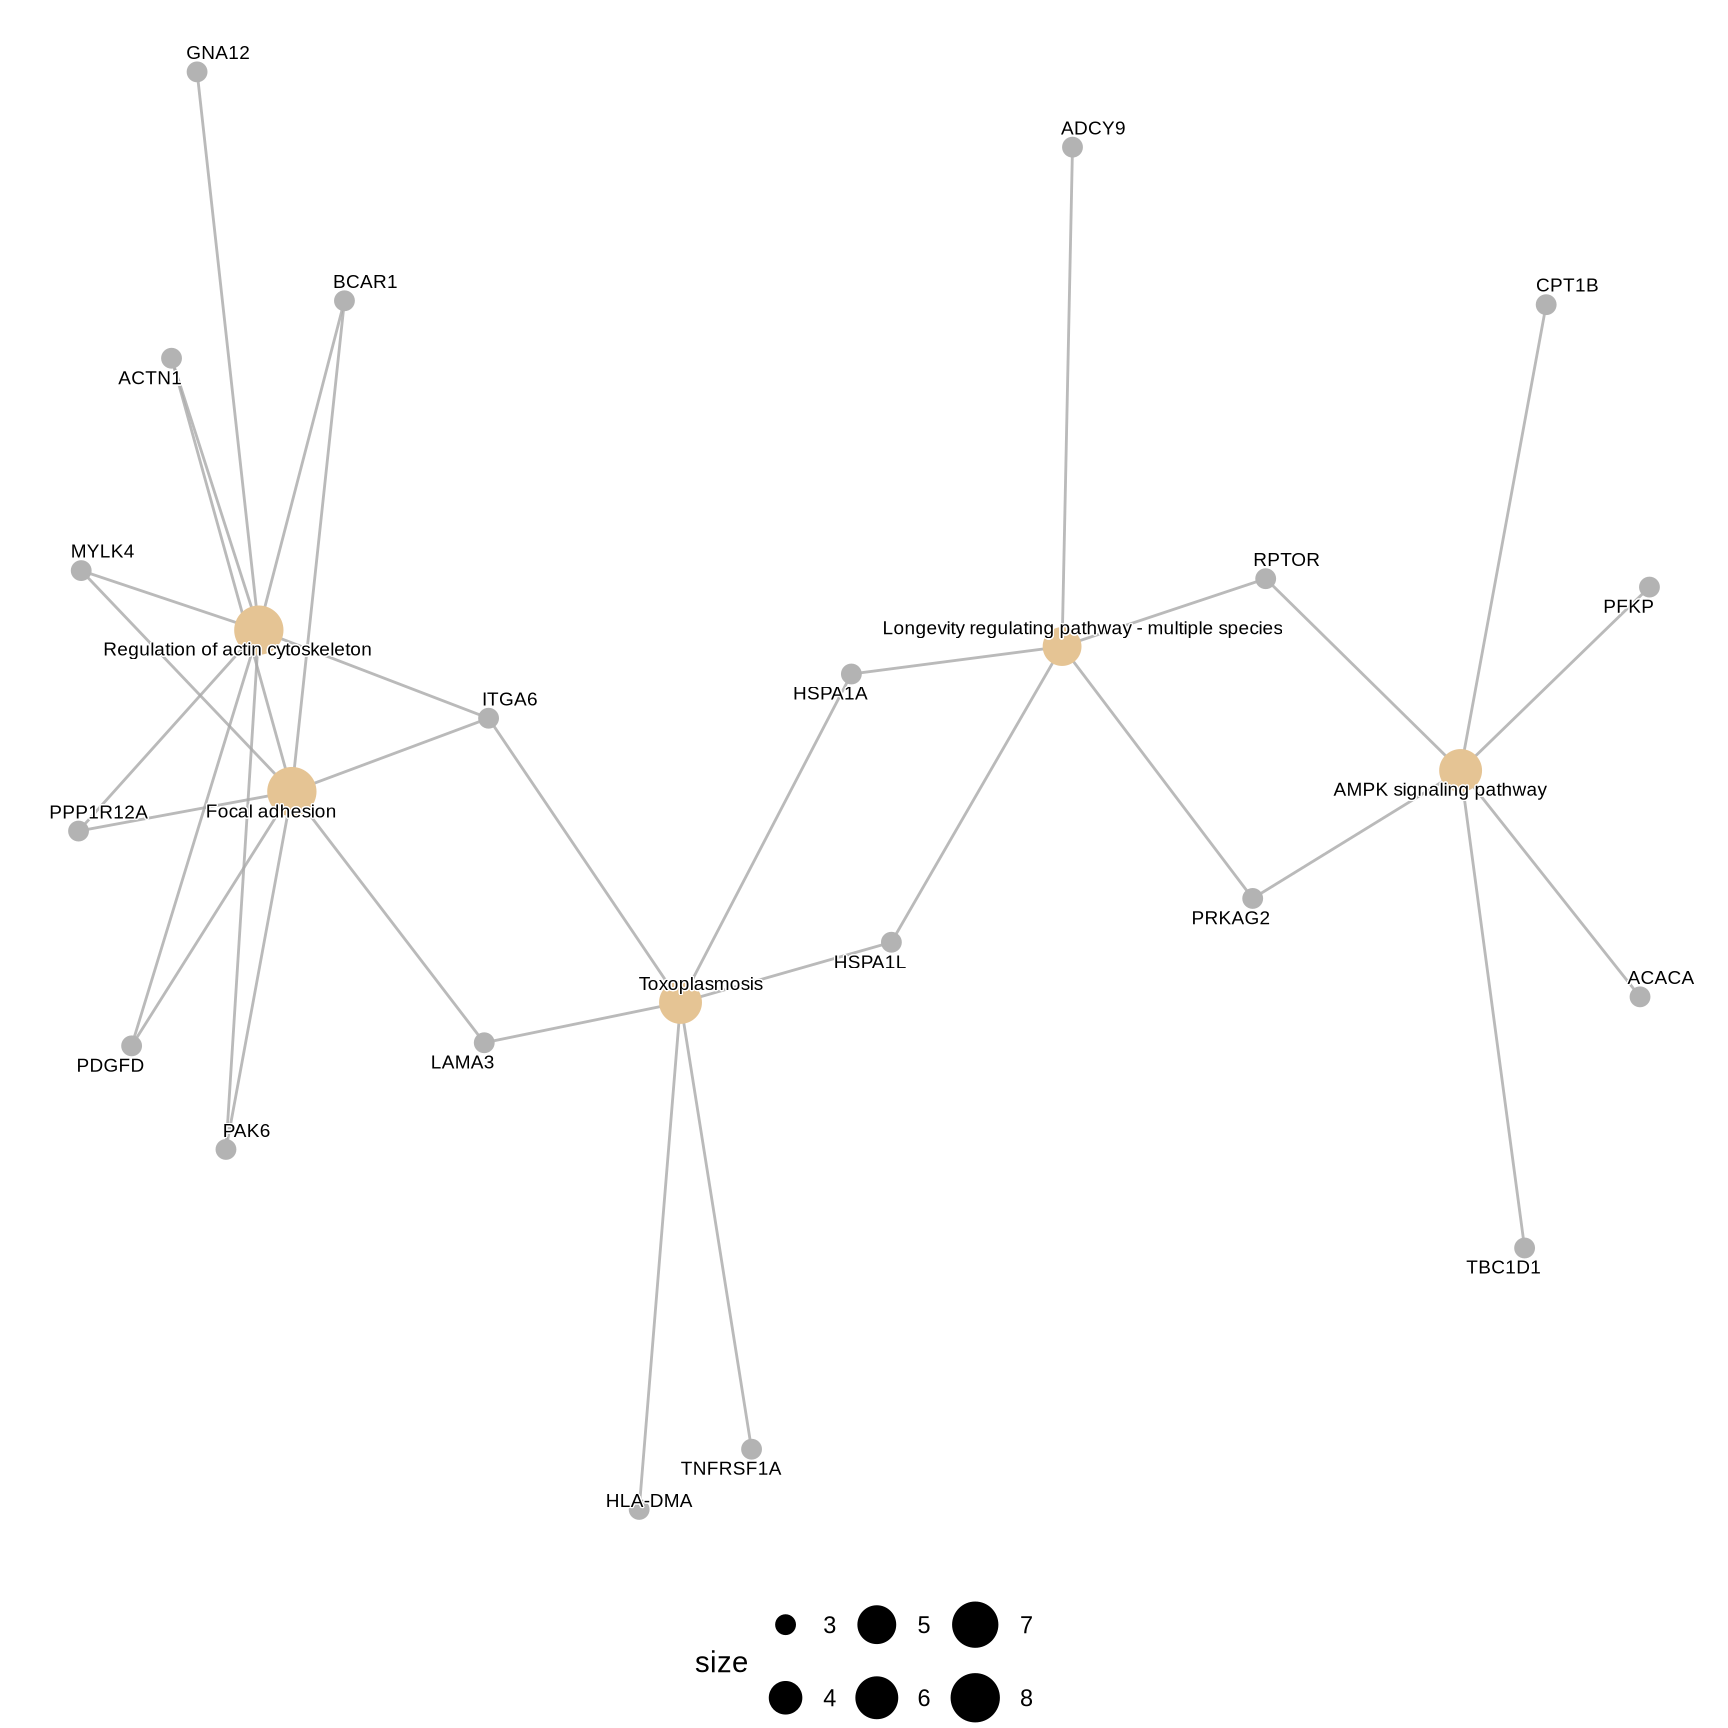 GNA12
ADCY9
BCAR1
CPT1B
ACTN1
MYLK4
RPTOR
PFKP
Longevity regulating pathway - multiple species
Regulation of actin cytoskeleton
HSPA1A
ITGA6
AMPK signaling pathway
PPP1R12A
Focal adhesion
PRKAG2
HSPA1L
ACACA
Toxoplasmosis
LAMA3
PDGFD
PAK6
TBC1D1
TNFRSF1A
HLA-DMA
size
3 5 7
4 6 8